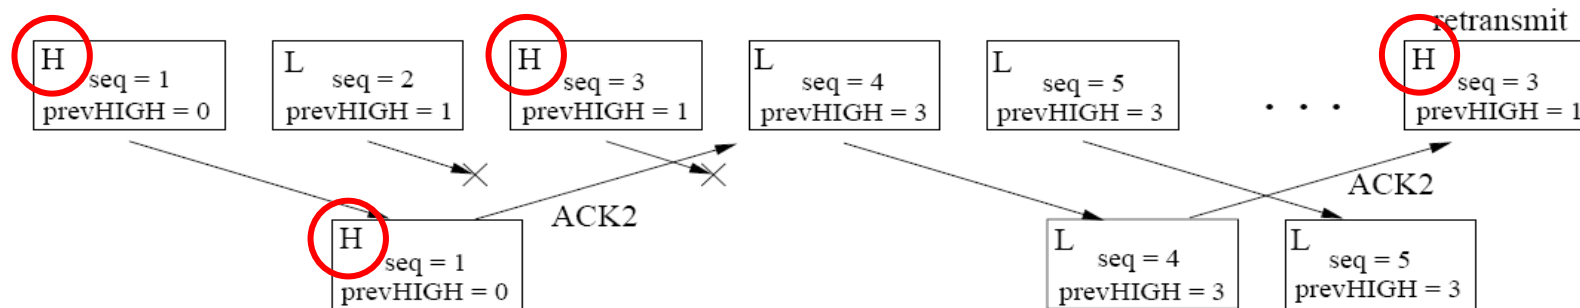 retransmit
H
seq = 1
prevHIGH = 0
L
seq = 2
prevHIGH = 1
H
seq = 3
prevHIGH = 1
L
seq = 4
prevHIGH = 3
L
seq = 5
prevHIGH = 3
. . .
H
seq = 3
prevHIGH = 1
ACK2
ACK2
H
seq = 1
prevHIGH = 0
L
seq = 4
prevHIGH = 3
L
seq = 5
prevHIGH = 3